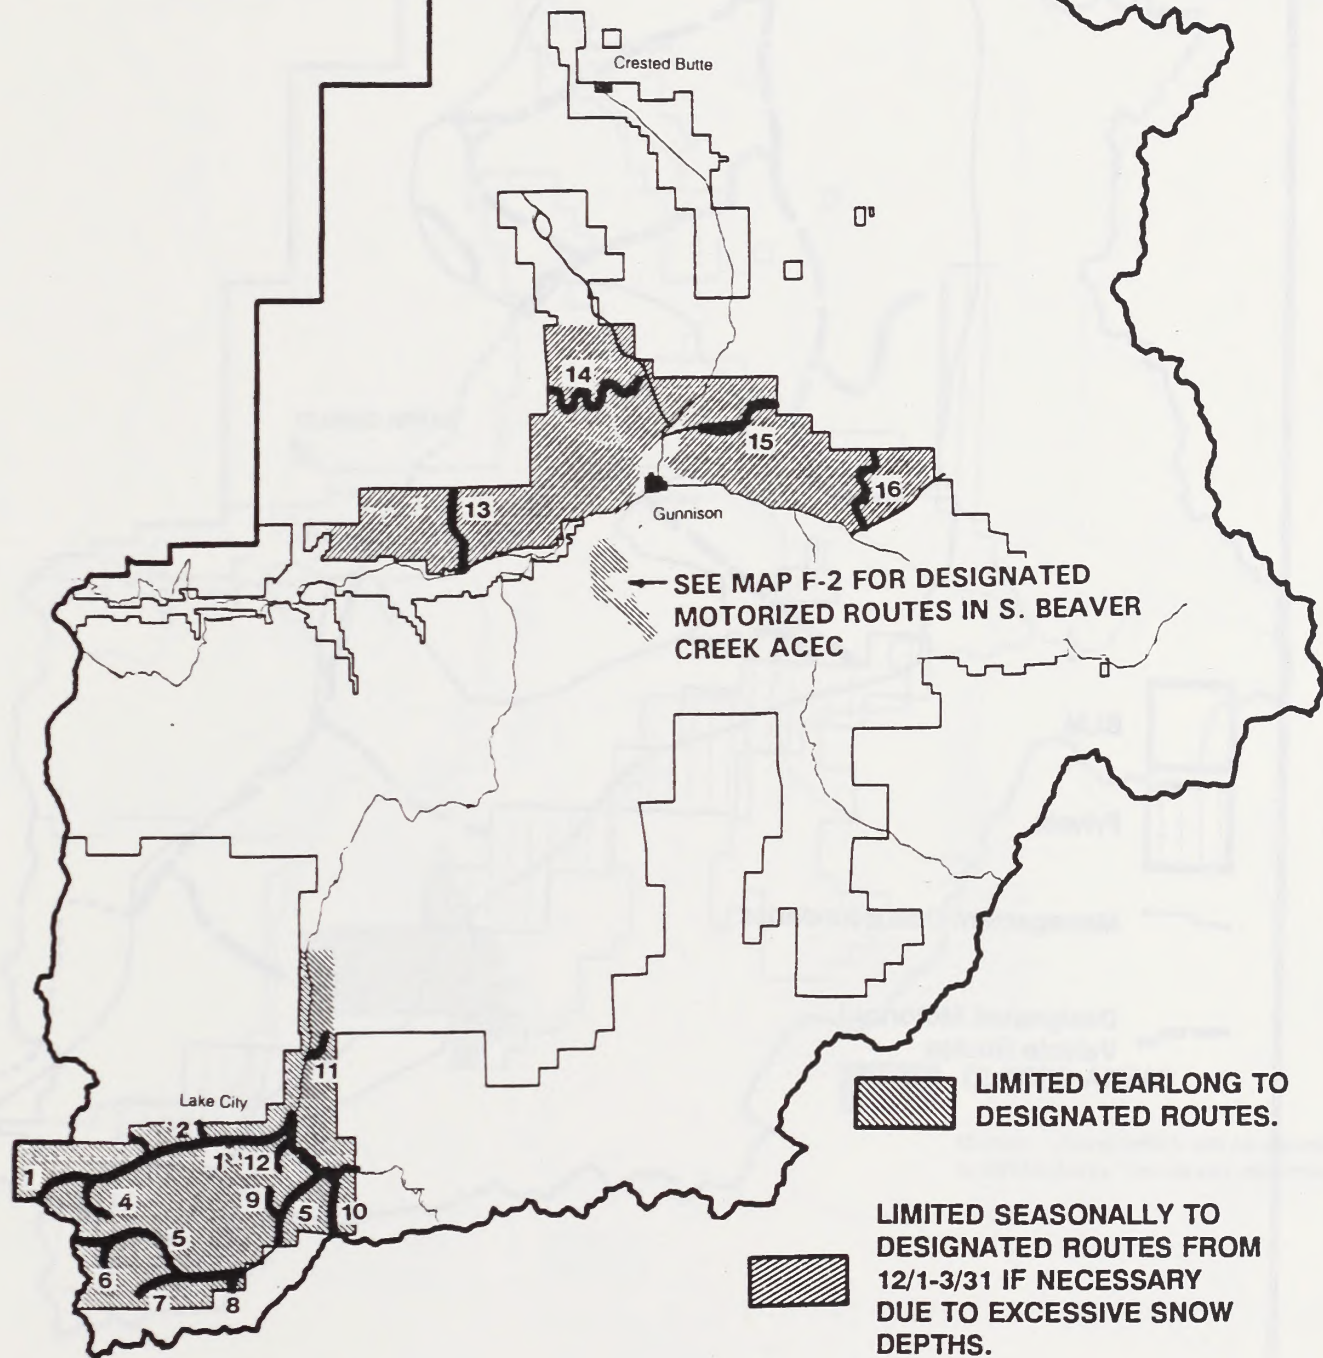 Crested Butte
14
15
16
13
Gunnison
SEE MAP F-2 FOR DESIGNATED
MOTORIZED ROUTES IN S. BEAVER
CREEK ACEC
11
Lake City
2
1
12
1
4
9
5
10
5
6
7
8
LIMITED YEARLONG TO
DESIGNATED ROUTES.
LIMITED SEASONALLY TO
DESIGNATED ROUTES FROM
12/1-3/31 IF NECESSARY
DUE TO EXCESSIVE SNOW
DEPTHS.